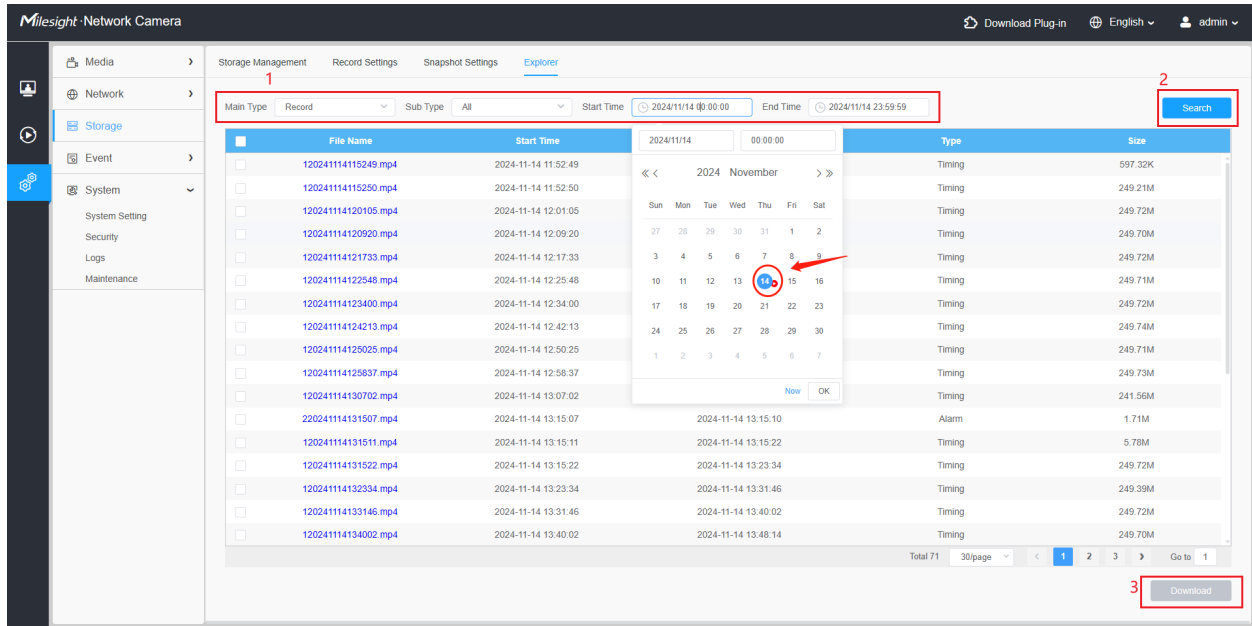 Milesight · Network Camera Download Plug-in English admin
Media Storage Management Record Settings Snapshot Settings Explorer
1 2
Network Main Type Record Sub Type All Start Time 2024/11/14 00:00:00 End Time 2024/11/14 23:59:59 Search
Storage
Event
System
System Setting
Security
Logs
Maintenance
File Name Start Time Type Size
120241114115249.mp4 2024-11-14 11:52:49 Timing 597.32K
120241114115250.mp4 2024-11-14 11:52:50 Timing 249.21M
120241114120105.mp4 2024-11-14 12:01:05 Timing 249.72M
120241114120920.mp4 2024-11-14 12:09:20 Timing 249.70M
120241114121733.mp4 2024-11-14 12:17:33 Timing 249.72M
120241114122548.mp4 2024-11-14 12:25:48 Timing 249.71M
120241114123400.mp4 2024-11-14 12:34:00 Timing 249.72M
120241114124213.mp4 2024-11-14 12:42:13 Timing 249.74M
120241114125025.mp4 2024-11-14 12:50:25 Timing 249.71M
120241114125837.mp4 2024-11-14 12:58:37 Timing 249.73M
120241114130702.mp4 2024-11-14 13:07:02 Timing 241.56M
220241114131507.mp4 2024-11-14 13:15:07 2024-11-14 13:15:10 Alarm 1.71M
120241114131511.mp4 2024-11-14 13:15:11 2024-11-14 13:15:22 Timing 5.78M
120241114131522.mp4 2024-11-14 13:15:22 2024-11-14 13:23:34 Timing 249.72M
120241114132334.mp4 2024-11-14 13:23:34 2024-11-14 13:31:46 Timing 249.39M
120241114133146.mp4 2024-11-14 13:31:46 2024-11-14 13:40:02 Timing 249.72M
120241114134002.mp4 2024-11-14 13:40:02 2024-11-14 13:48:14 Timing 249.70M
2024/11/14 00:00:00
2024 November
Sun Mon Tue Wed Thu Fri Sat
27 28 29 30 31 1 2
3 4 5 6 7 8 9
10 11 12 13 14 15 16
17 18 19 20 21 22 23
24 25 26 27 28 29 30
1 2 3 4 5 6 7
Now OK
Total 71 30/page 1 2 3 Go to 1
3 Download